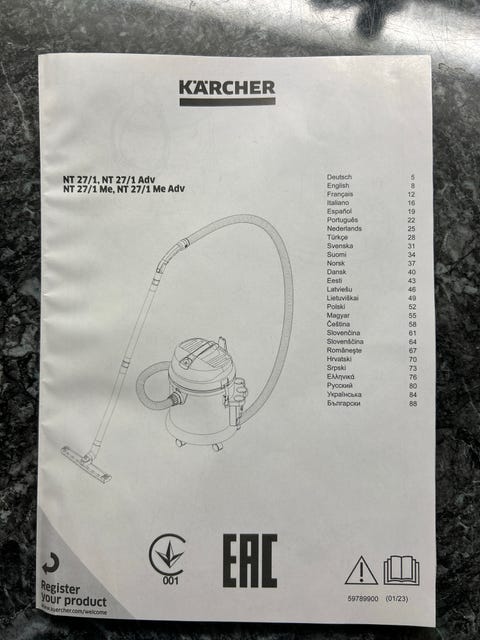 KÄRCHER
NT 27/1, NT 27/1 Adv
NT 27/1 Me, NT 27/1 Me Adv
Deutsch 5
English 8
Français 12
Italiano 16
Español 19
Português 22
Nederlands 25
Türkçe 28
Svenska 31
Suomi 34
Norsk 37
Dansk 40
Eesti 43
Latviešu 46
Lietuviškai 49
Polski 52
Magyar 55
Čeština 58
Slovenčina 61
Slovenščina 64
Românește 67
Hrvatski 70
Srpski 73
Ελληνικά 76
Русский 80
Українська 84
Български 88
001
EAC
Register
your product
www.kaercher.com/welcome
59789900 (01/23)